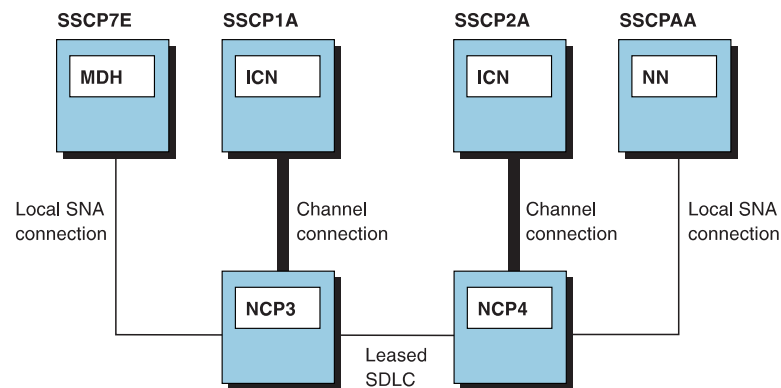 SSCP7E
SSCP1A
SSCP2A
SSCPAA
MDH
ICN
ICN
NN
Local SNA
connection
Channel
connection
Channel
connection
Local SNA
connection
NCP3
NCP4
Leased
SDLC